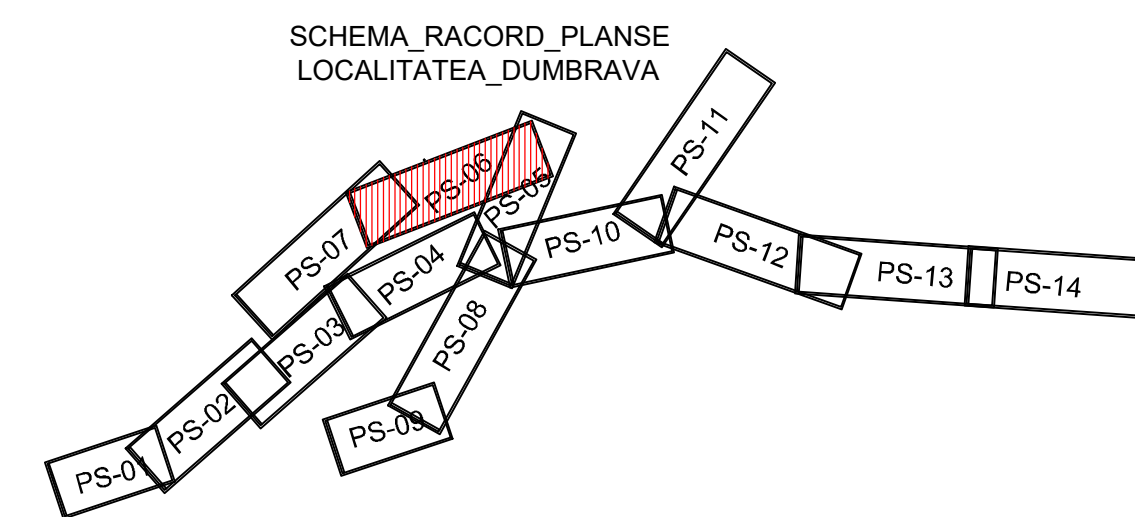 SCHEMA_RACORD_PLANSE
LOCALITATEA_DUMBRAVA
PS-11
PS-06
PS-05
PS-10
PS-12
PS-07
PS-04
PS-13
PS-14
PS-08
PS-03
PS-02
PS-09
PS-01